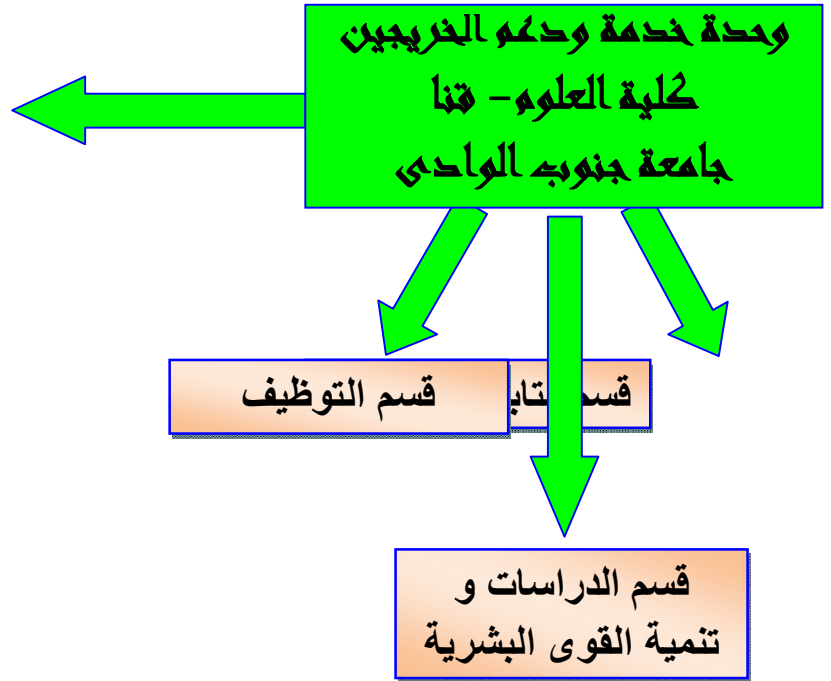 وحدة خدمة ودعم الخريجين
كلية العلوم- قنا
جامعة جنوب الوادى
قسم
قسم التوظيف
قسم الدراسات و
تنمية القوى البشرية